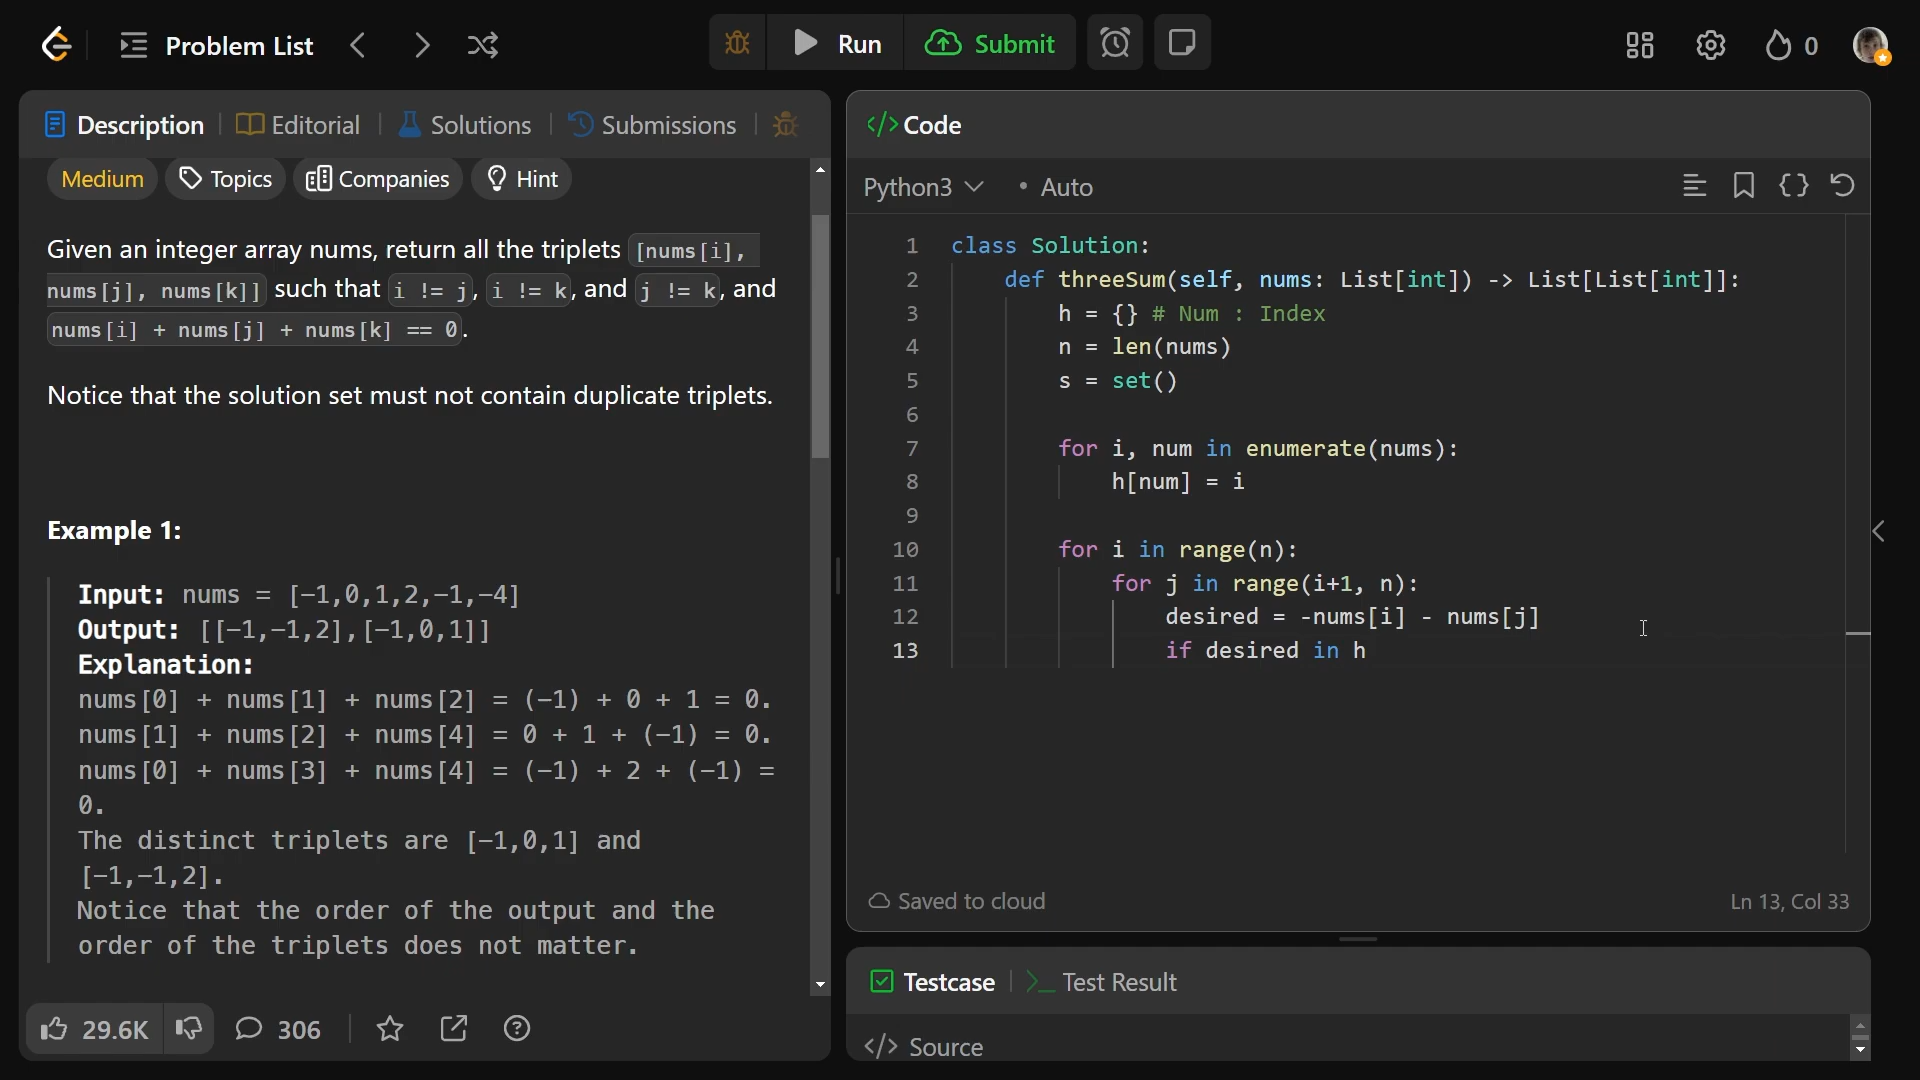 Problem List
Run
Submit
0
Description
Editorial
Solutions
Submissions
Medium
Topics
Companies
Hint
Given an integer array nums, return all the triplets [nums[i],
nums[j], nums[k]] such that i != j, i != k, and j != k, and
nums[i] + nums[j] + nums[k] == 0.
Notice that the solution set must not contain duplicate triplets.
Example 1:
Input: nums = [-1,0,1,2,-1,-4]
Output: [[-1,-1,2],[-1,0,1]]
Explanation:
nums[0] + nums[1] + nums[2] = (-1) + 0 + 1 = 0.
nums[1] + nums[2] + nums[4] = 0 + 1 + (-1) = 0.
nums[0] + nums[3] + nums[4] = (-1) + 2 + (-1) =
0.
The distinct triplets are [-1,0,1] and
[-1,-1,2].
Notice that the order of the output and the
order of the triplets does not matter.
29.6K
306
</> Code
Python3 • Auto
1 class Solution:
2 def threeSum(self, nums: List[int]) -> List[List[int]]:
3 h = {} # Num : Index
4 n = len(nums)
5 s = set()
6
7 for i, num in enumerate(nums):
8 h[num] = i
9
10 for i in range(n):
11 for j in range(i+1, n):
12 desired = -nums[i] - nums[j]
13 if desired in h
Saved to cloud
Ln 13, Col 33
Testcase
>_ Test Result
</> Source